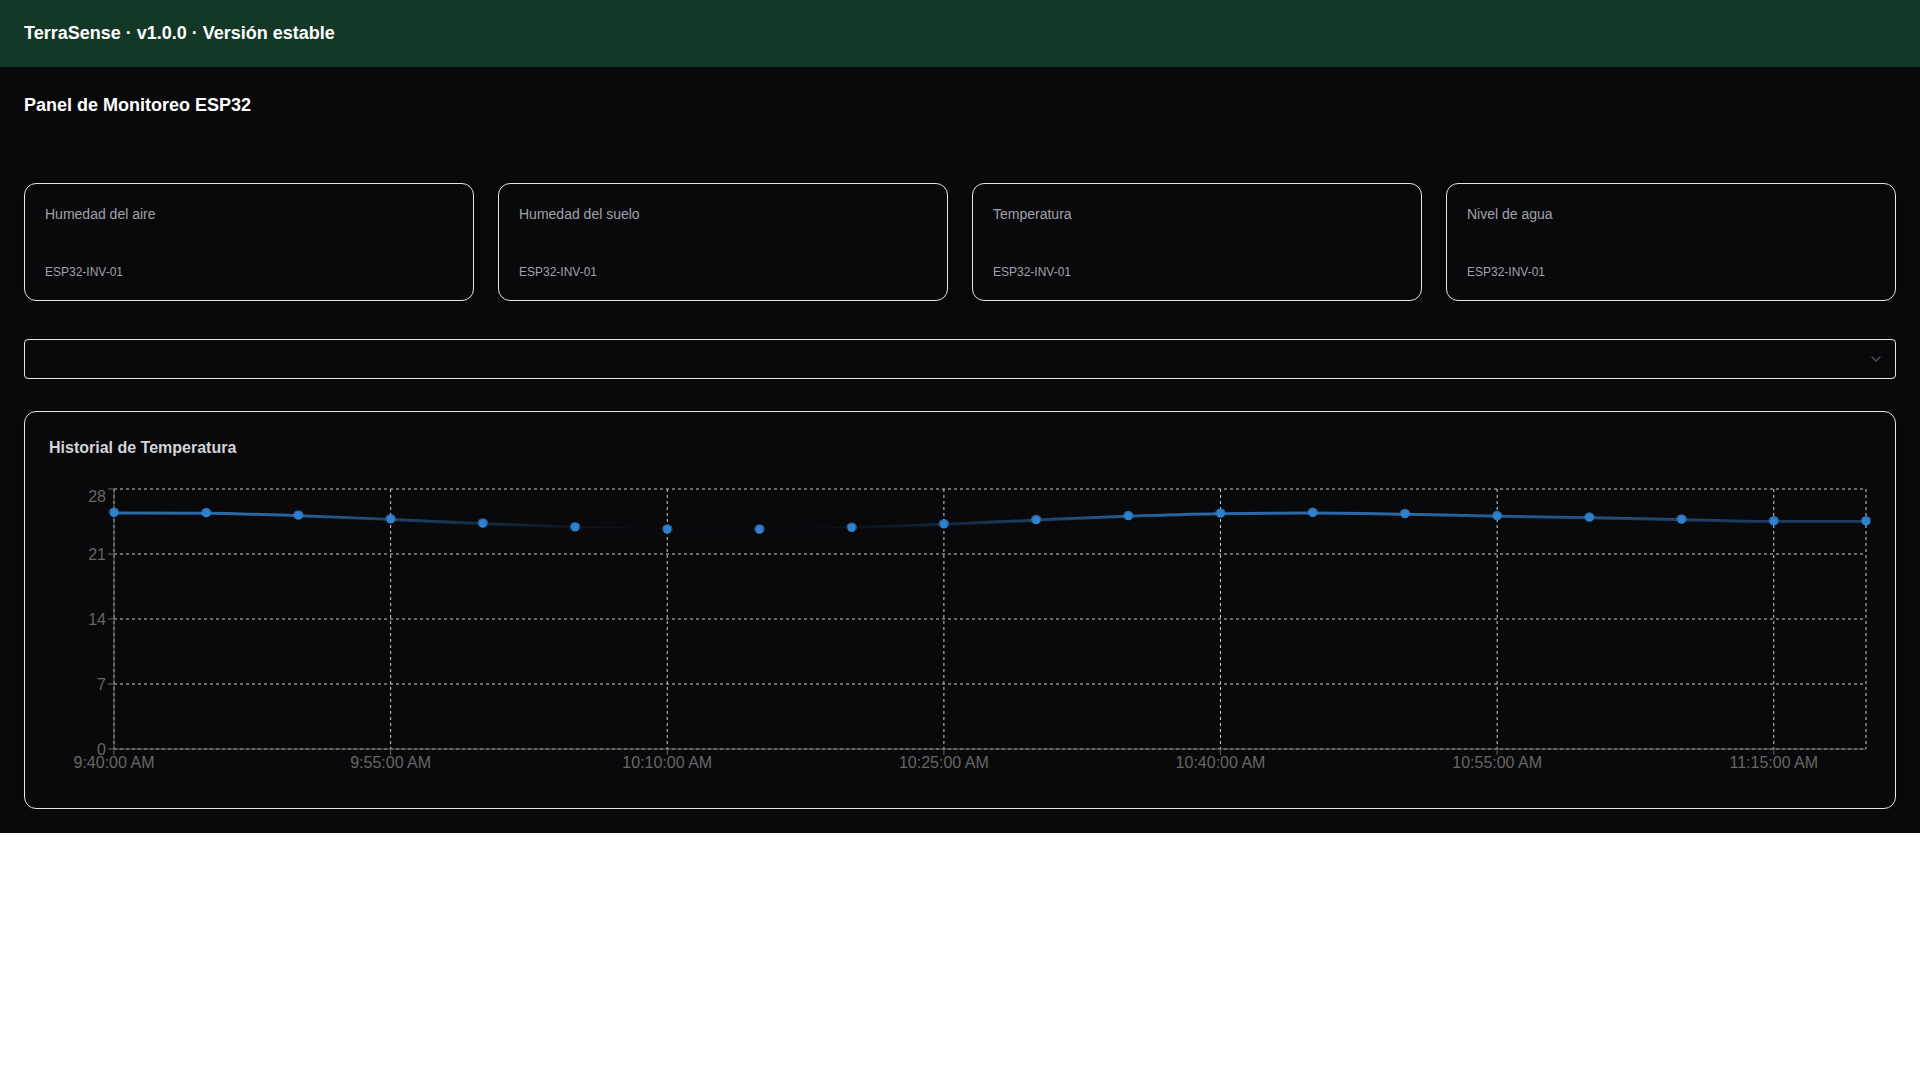 TerraSense · v1.0.0 · Versión estable
Panel de Monitoreo ESP32
Humedad del aire
ESP32-INV-01
Humedad del suelo
ESP32-INV-01
Temperatura
ESP32-INV-01
Nivel de agua
ESP32-INV-01
Historial de Temperatura
28
21
14
7
0
9:40:00 AM 9:55:00 AM 10:10:00 AM 10:25:00 AM 10:40:00 AM 10:55:00 AM 11:15:00 AM